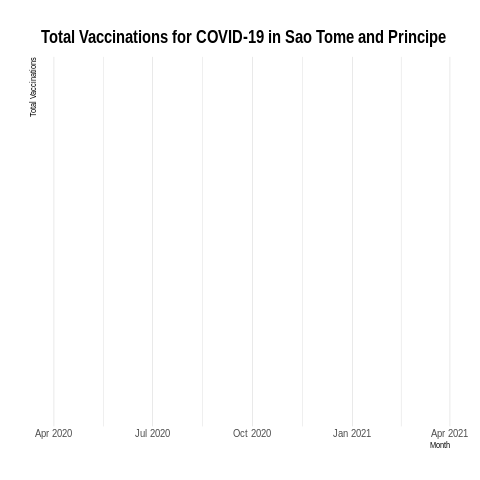 Total Vaccinations for COVID-19 in Sao Tome and Principe
Total Vaccinations
Apr 2020 Jul 2020 Oct 2020 Jan 2021 Apr 2021
Month